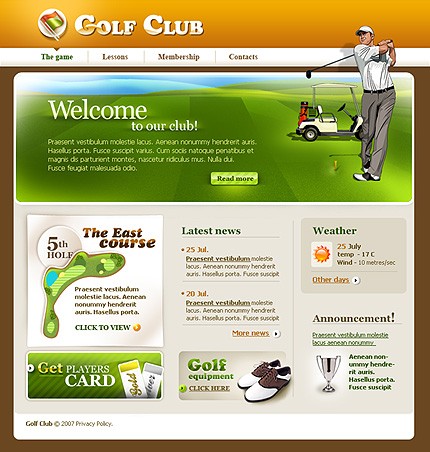 Golf Club
The game
Lessons
Membership
Contacts
Welcome
to our club!
Praesent vestibulum molestie lacus. Aenean nonummy hendrerit auris.
Hasellus porta. Fusce suscipit varius. Cum sociis natoque penatibus et
magnis dis parturient montes, nascetur ridiculus mus. Nulla dui.
Fusce feugiat malesuada odio.
Read more
5th
HOLE
The East
course
Praesent vestibulum
molestie lacus. Aenean
nonummy hendrerit
auris. Hasellus porta.
CLICK TO VIEW
Latest news
25 Jul.
Praesent vestibulum molestie
lacus. Aenean nonummy hendrerit
auris. Hasellus porta. Fusce suscipit
20 Jul.
Praesent vestibulum molestie
lacus. Aenean nonummy hendrerit
auris. Hasellus porta. Fusce suscipit
More news
Weather
25 July
temp - 17 C
Wind - 10 metres/sec
Other days
Announcement!
Praesent vestibulum molestie
lacus aenean nonummy
Aenean non-
ummy hendre-
rit auris.
Hasellus porta.
Fusce suscipit
Get PLAYERS
CARD
Gold
Golf
equipment
CLICK HERE
Golf Club © 2007 Privacy Policy.